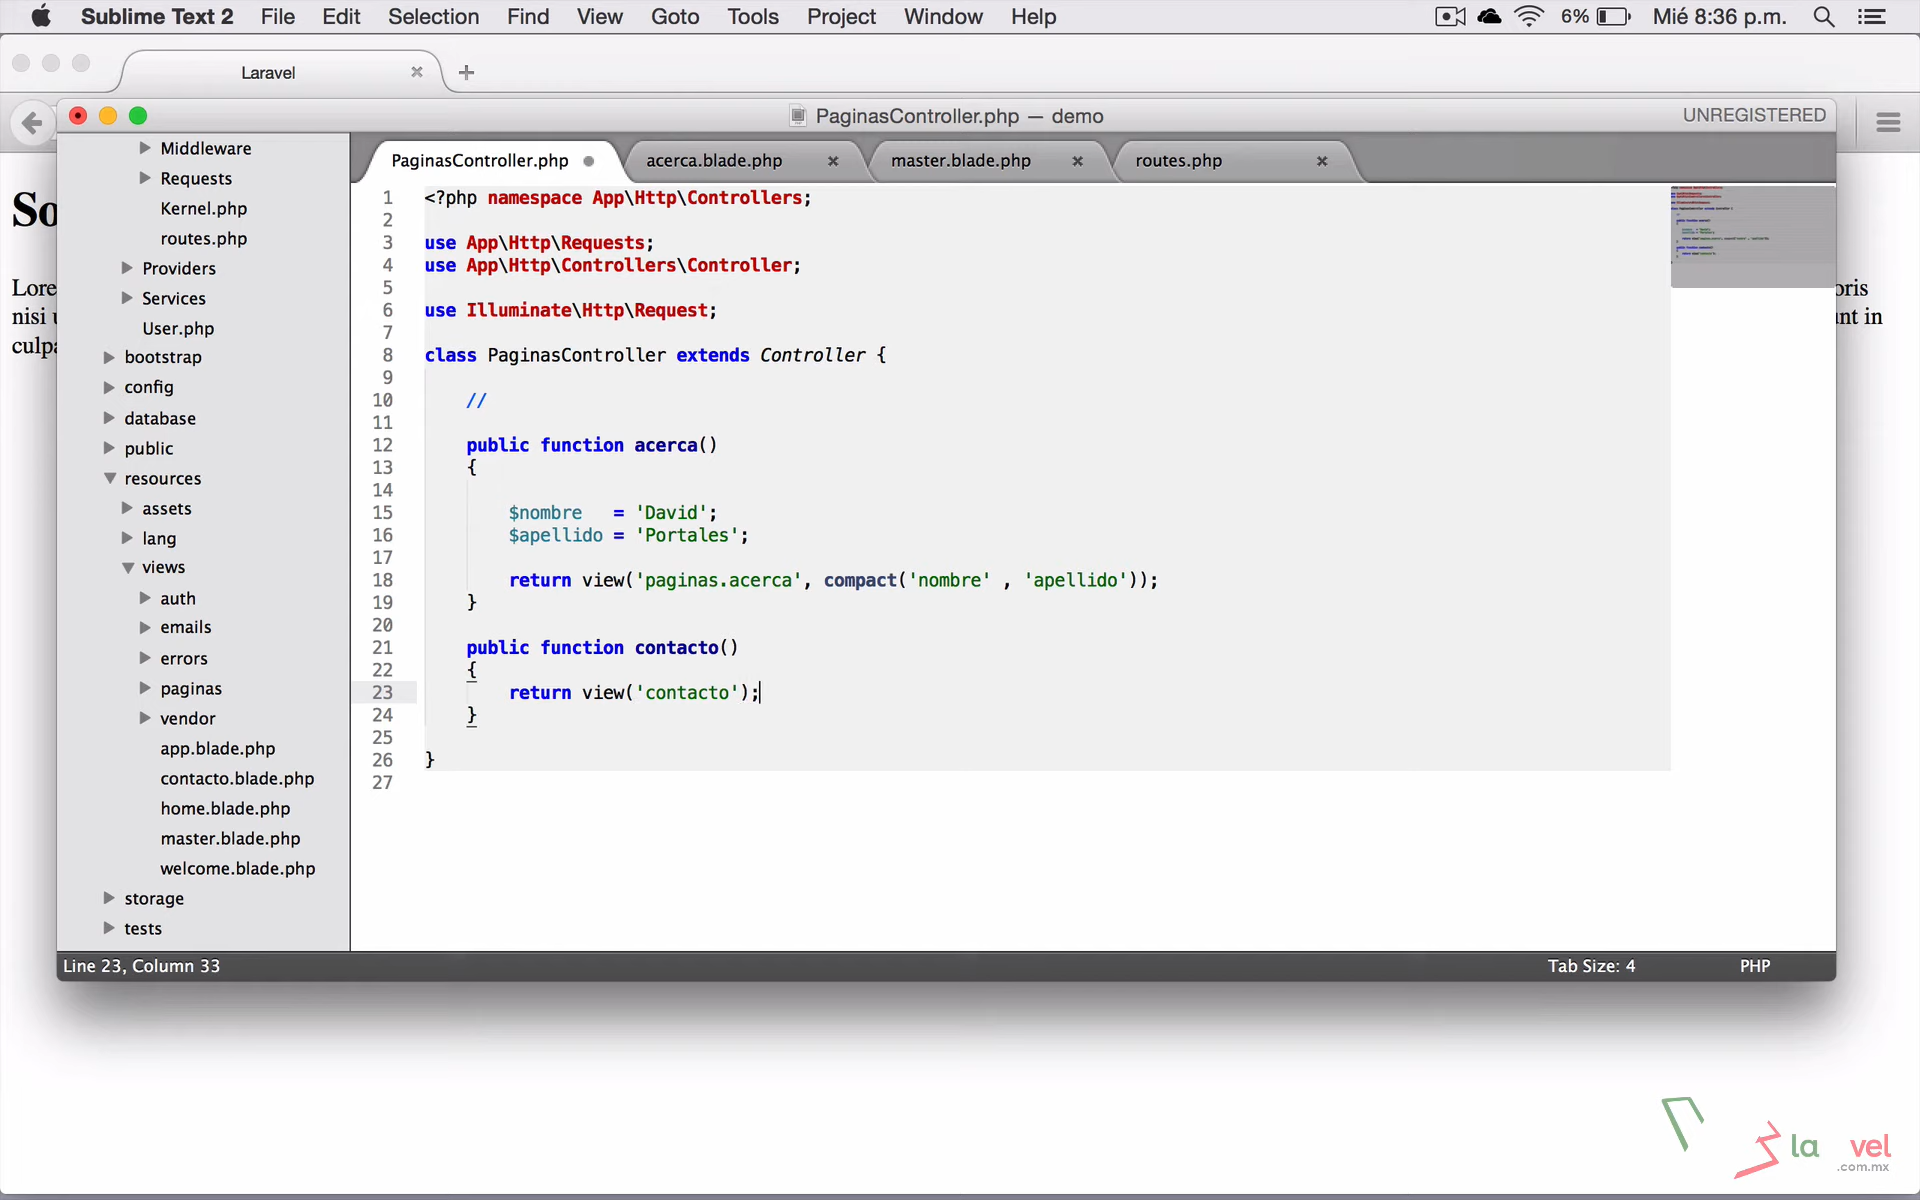 Sublime Text 2 File Edit Selection Find View Goto Tools Project Window Help 6% Mié 8:36 p.m.
Laravel
PaginasController.php — demo UNREGISTERED
PaginasController.php acerca.blade.php master.blade.php routes.php
Middleware
Requests
Kernel.php
routes.php
Providers
Services
User.php
bootstrap
config
database
public
resources
assets
lang
views
auth
emails
errors
paginas
vendor
app.blade.php
contacto.blade.php
home.blade.php
master.blade.php
welcome.blade.php
storage
tests
1 <?php namespace App\Http\Controllers;
2
3 use App\Http\Requests;
4 use App\Http\Controllers\Controller;
5
6 use Illuminate\Http\Request;
7
8 class PaginasController extends Controller {
9
10 //
11
12 public function acerca()
13 {
14
15 $nombre   = 'David';
16 $apellido = 'Portales';
17
18 return view('paginas.acerca', compact('nombre' , 'apellido'));
19 }
20
21 public function contacto()
22 {
23 return view('contacto');
24 }
25
26 }
27
So
Lore oris
nisi u nt in
culpa
Line 23, Column 33 Tab Size: 4 PHP
la vel
.com.mx